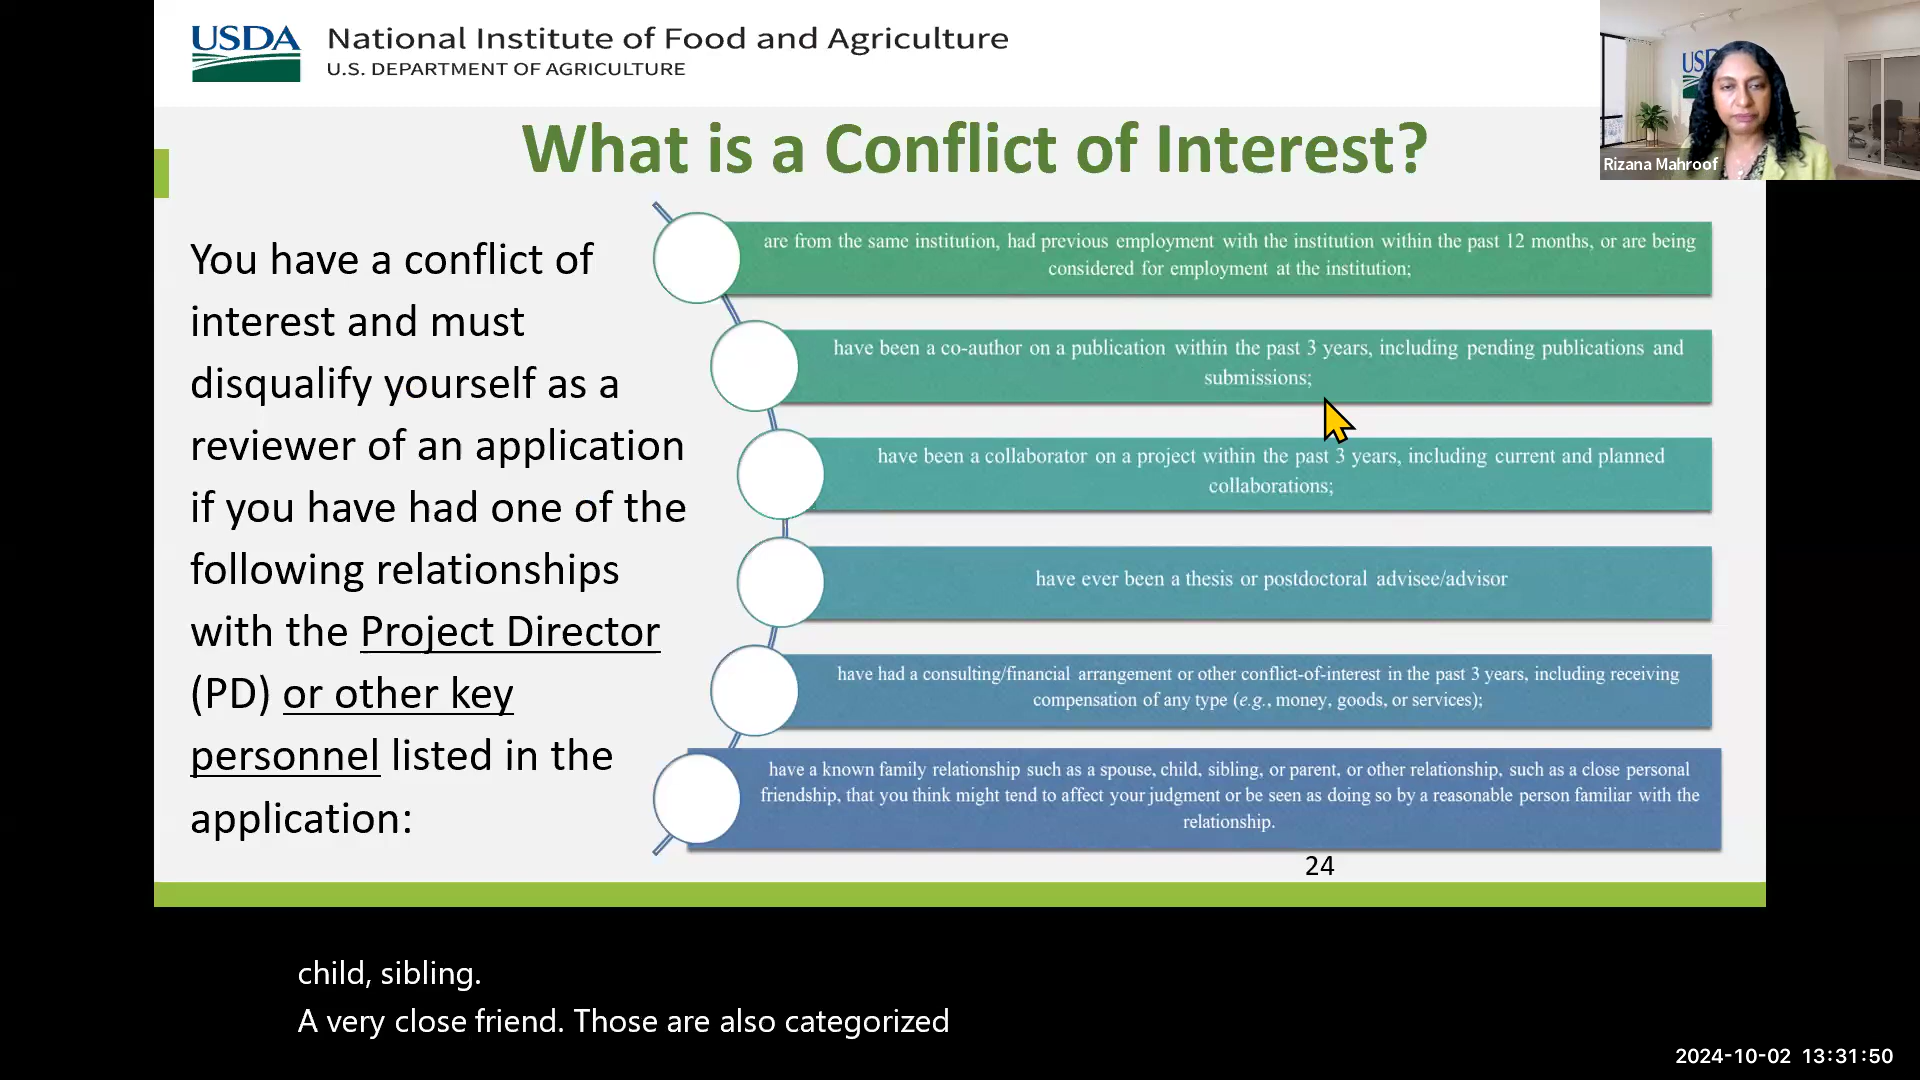 USDA
National Institute of Food and Agriculture
U.S. DEPARTMENT OF AGRICULTURE
What is a Conflict of Interest?
You have a conflict of
interest and must
disqualify yourself as a
reviewer of an application
if you have had one of the
following relationships
with the Project Director
(PD) or other key
personnel listed in the
application:
are from the same institution, had previous employment with the institution within the past 12 months, or are being
considered for employment at the institution;
have been a co-author on a publication within the past 3 years, including pending publications and
submissions;
have been a collaborator on a project within the past 3 years, including current and planned
collaborations;
have ever been a thesis or postdoctoral advisee/advisor
have had a consulting/financial arrangement or other conflict-of-interest in the past 3 years, including receiving
compensation of any type (e.g., money, goods, or services);
have a known family relationship such as a spouse, child, sibling, or parent, or other relationship, such as a close personal
friendship, that you think might tend to affect your judgment or be seen as doing so by a reasonable person familiar with the
relationship.
24
Rizana Mahroof
child, sibling.
A very close friend. Those are also categorized
2024-10-02 13:31:50